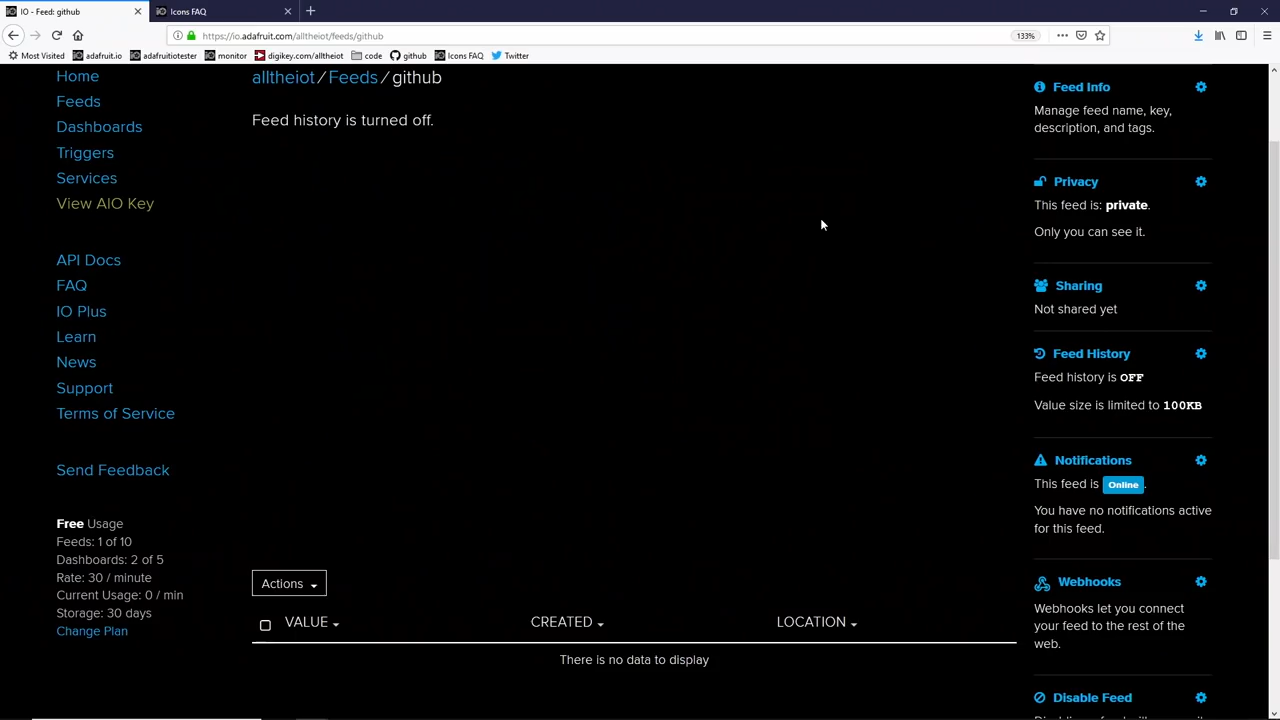 IO - Feed: github
Icons FAQ
https://io.adafruit.com/alltheiot/feeds/github
133%
Most Visited
adafruit.io
adafruitiotester
monitor
digikey.com/alltheiot
code
github
Icons FAQ
Twitter
Home
Feeds
Dashboards
Triggers
Services
View AIO Key
API Docs
FAQ
IO Plus
Learn
News
Support
Terms of Service
Send Feedback
Free Usage
Feeds: 1 of 10
Dashboards: 2 of 5
Rate: 30 / minute
Current Usage: 0 / min
Storage: 30 days
Change Plan
alltheiot / Feeds / github
Feed history is turned off.
Actions
VALUE
CREATED
LOCATION
There is no data to display
Feed Info
Manage feed name, key,
description, and tags.
Privacy
This feed is: private.
Only you can see it.
Sharing
Not shared yet
Feed History
Feed history is OFF
Value size is limited to 100KB
Notifications
This feed is Online.
You have no notifications active
for this feed.
Webhooks
Webhooks let you connect
your feed to the rest of the
web.
Disable Feed